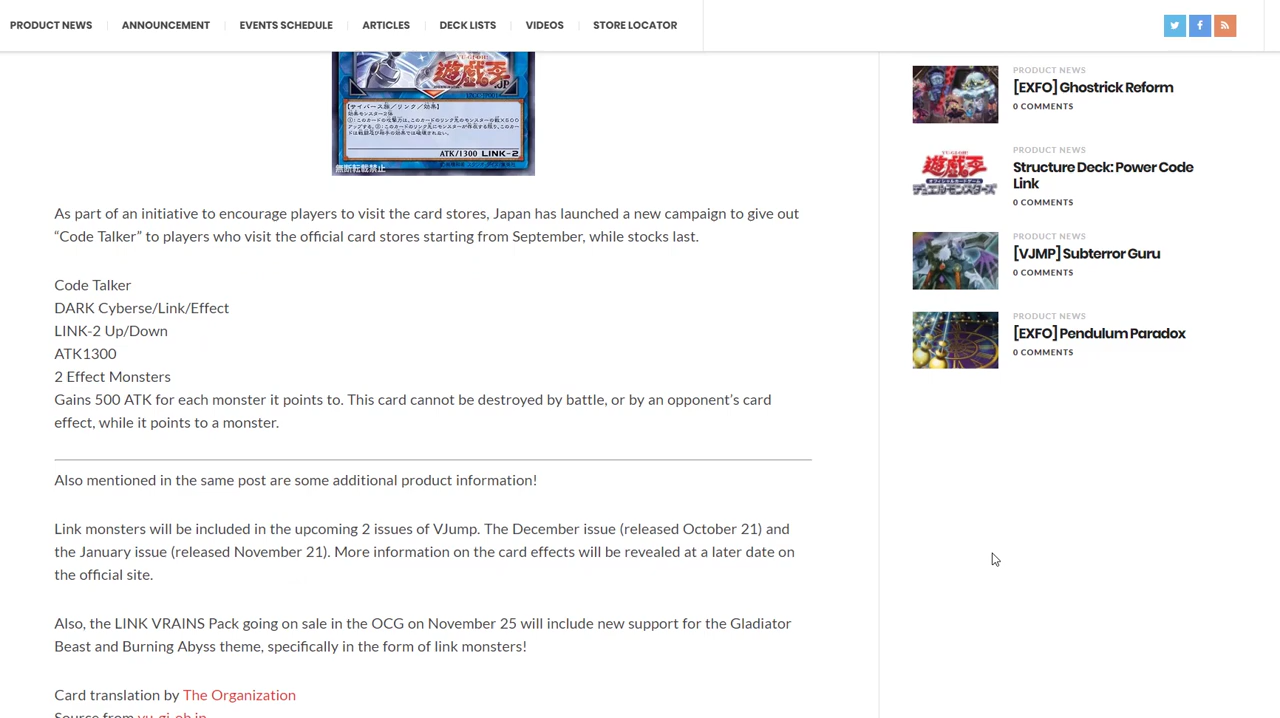 PRODUCT NEWS
ANNOUNCEMENT
EVENTS SCHEDULE
ARTICLES
DECK LISTS
VIDEOS
STORE LOCATOR
遊戯王
ATK/1300 LINK-2
無断転載禁止
As part of an initiative to encourage players to visit the card stores, Japan has launched a new campaign to give out
“Code Talker” to players who visit the official card stores starting from September, while stocks last.
Code Talker
DARK Cyberse/Link/Effect
LINK-2 Up/Down
ATK1300
2 Effect Monsters
Gains 500 ATK for each monster it points to. This card cannot be destroyed by battle, or by an opponent’s card
effect, while it points to a monster.
Also mentioned in the same post are some additional product information!
Link monsters will be included in the upcoming 2 issues of VJump. The December issue (released October 21) and
the January issue (released November 21). More information on the card effects will be revealed at a later date on
the official site.
Also, the LINK VRAINS Pack going on sale in the OCG on November 25 will include new support for the Gladiator
Beast and Burning Abyss theme, specifically in the form of link monsters!
Card translation by The Organization
Source from yu-gi-oh.jp
PRODUCT NEWS
[EXFO] Ghostrick Reform
0 COMMENTS
遊戯王
デュエルモンスターズ
PRODUCT NEWS
Structure Deck: Power Code
Link
0 COMMENTS
PRODUCT NEWS
[VJMP] Subterror Guru
0 COMMENTS
PRODUCT NEWS
[EXFO] Pendulum Paradox
0 COMMENTS